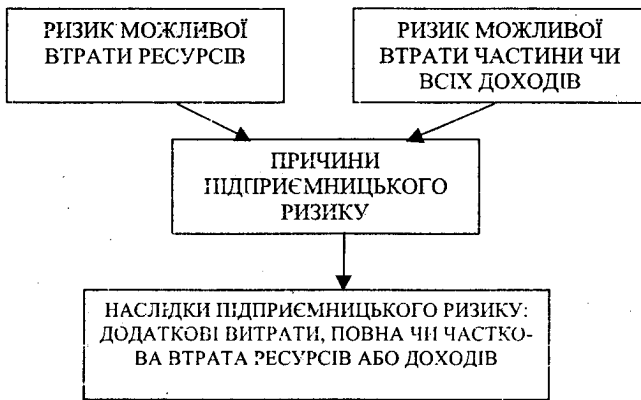 РИЗИК МОЖЛИВОЇ
ВТРАТИ РЕСУРСІВ
РИЗИК МОЖЛИВОЇ
ВТРАТИ ЧАСТИНИ ЧИ
ВСІХ ДОХОДІВ
ПРИЧИНИ
ПІДПРИЄМНИЦЬКОГО
РИЗИКУ
НАСЛІДКИ ПІДПРИЄМНИЦЬКОГО РИЗИКУ:
ДОДАТКОВІ ВИТРАТИ, ПОВНА ЧИ ЧАСТКО-
ВА ВТРАТА РЕСУРСІВ АБО ДОХОДІВ